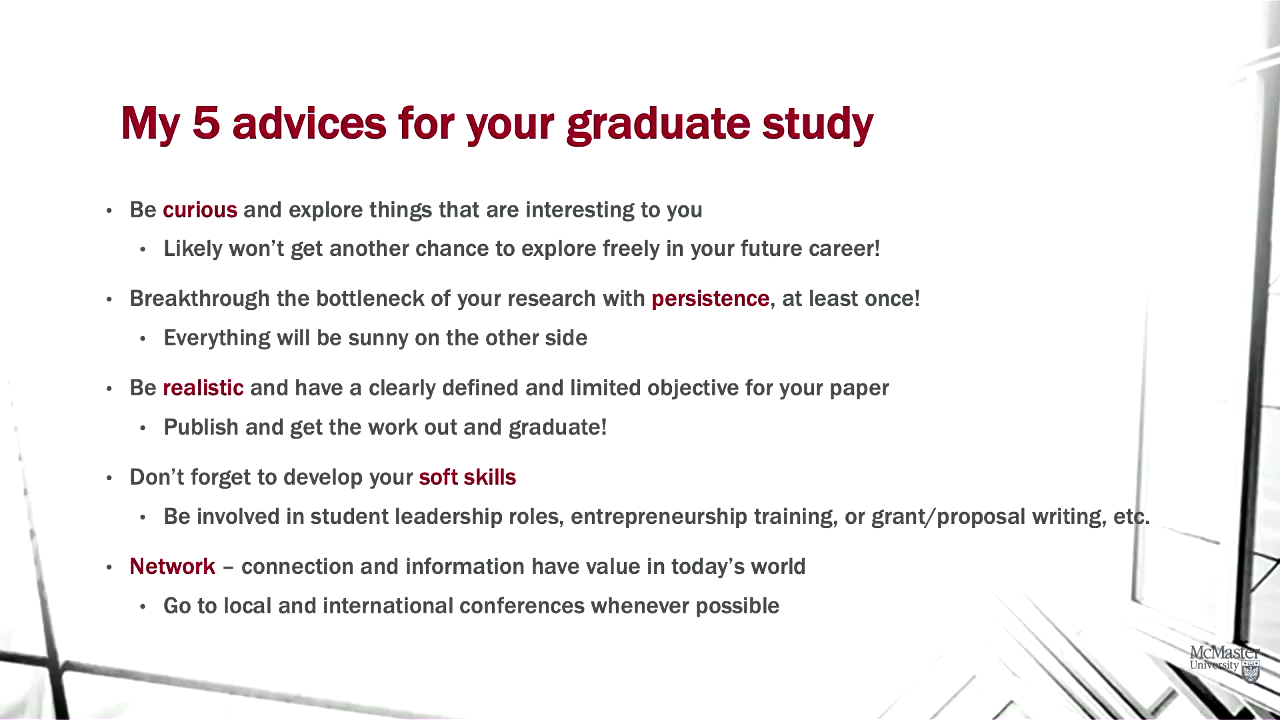 My 5 advices for your graduate study
• Be curious and explore things that are interesting to you
• Likely won’t get another chance to explore freely in your future career!
• Breakthrough the bottleneck of your research with persistence, at least once!
• Everything will be sunny on the other side
• Be realistic and have a clearly defined and limited objective for your paper
• Publish and get the work out and graduate!
• Don’t forget to develop your soft skills
• Be involved in student leadership roles, entrepreneurship training, or grant/proposal writing, etc.
• Network – connection and information have value in today’s world
• Go to local and international conferences whenever possible
McMaster
University